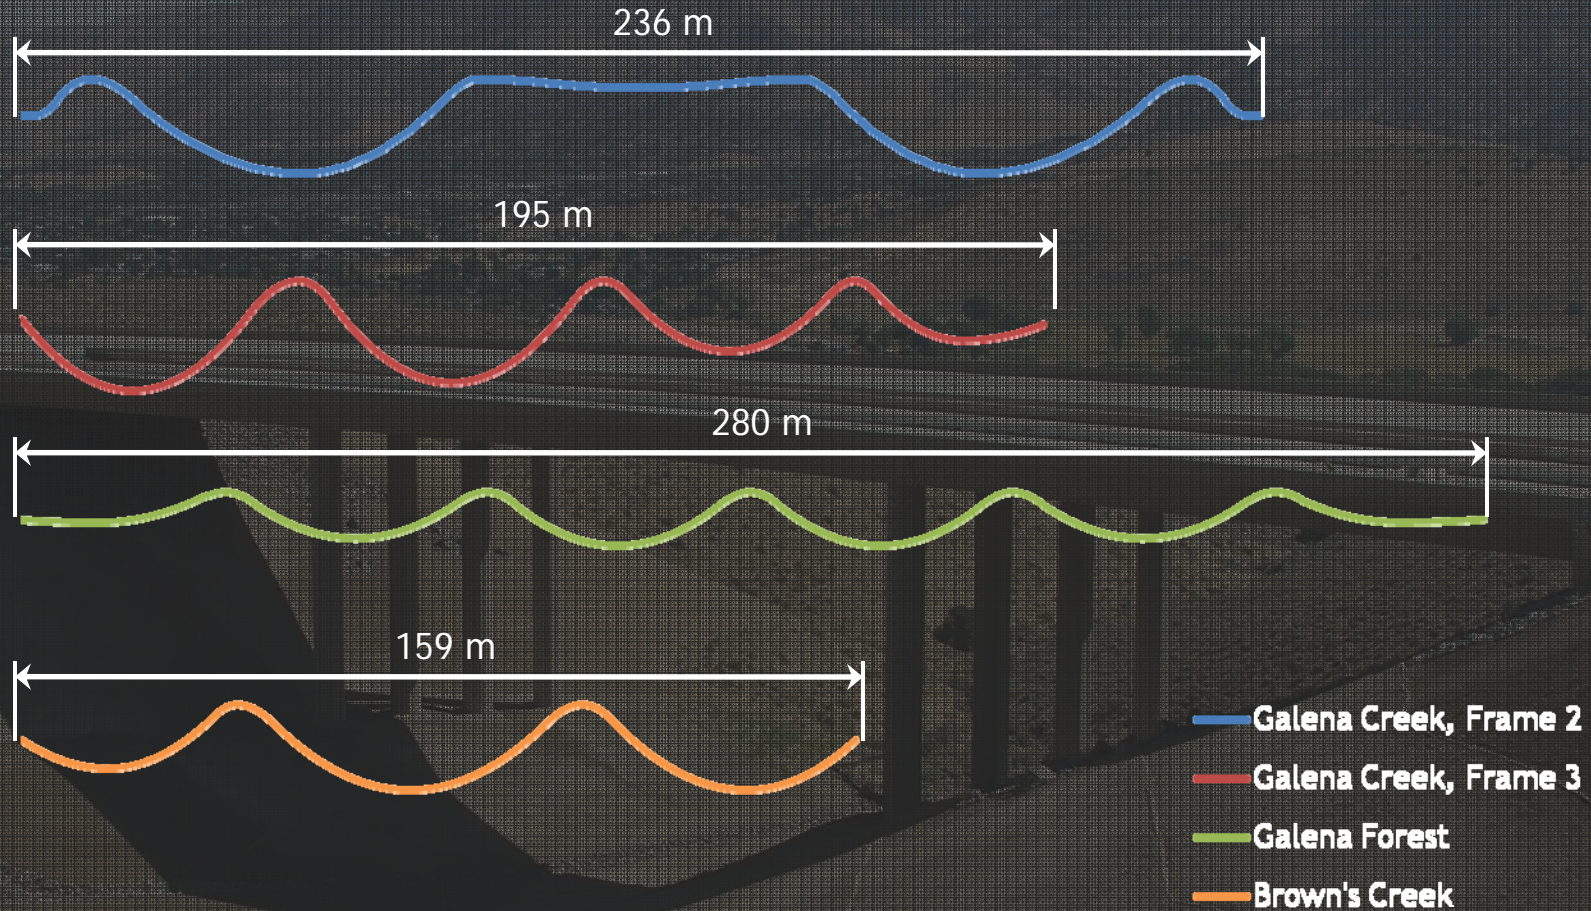 236 m
195 m
280 m
159 m
Galena Creek, Frame 2
Galena Creek, Frame 3
Galena Forest
Brown's Creek